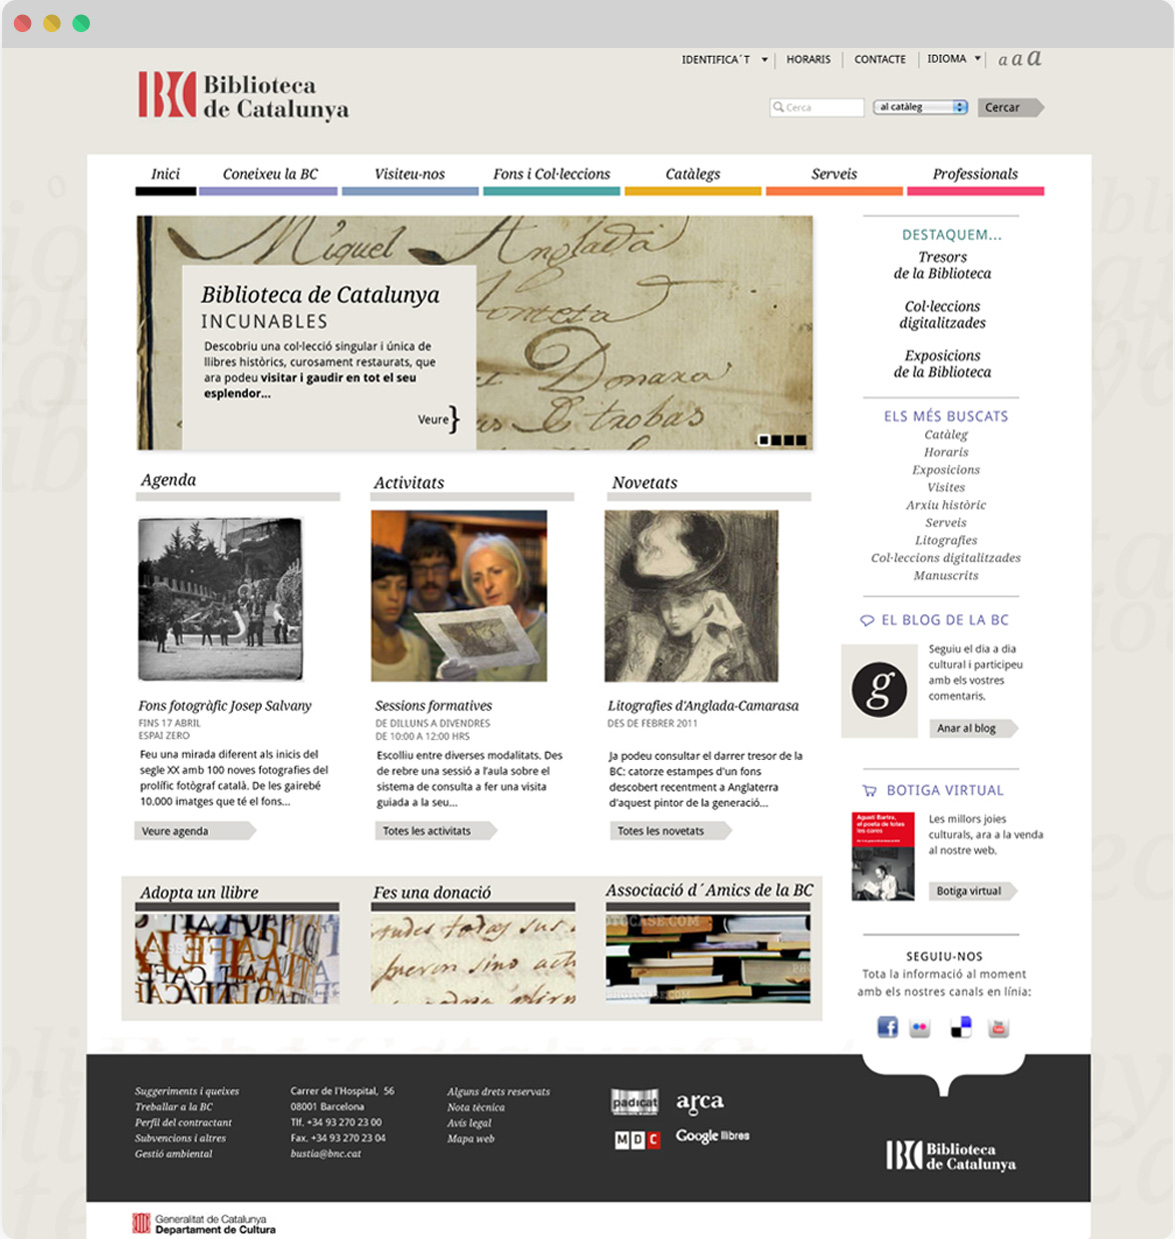 IDENTIFICA´T
HORARIS
CONTACTE
IDIOMA
a a a
Biblioteca
de Catalunya
Cerca
al catàleg
Cercar
Inici
Coneixeu la BC
Visiteu-nos
Fons i Col·leccions
Catàlegs
Serveis
Professionals
Miquel Anglada
Biblioteca de Catalunya
INCUNABLES
Descobriu una col·lecció singular i única de
llibres històrics, curosament restaurats, que
ara podeu visitar i gaudir en tot el seu
esplendor...
Veure}
Donaxa
trobas
DESTAQUEM...
Tresors
de la Biblioteca
Col·leccions
digitalitzades
Exposicions
de la Biblioteca
ELS MÉS BUSCATS
Catàleg
Horaris
Exposicions
Visites
Arxiu històric
Serveis
Litografies
Col·leccions digitalitzades
Manuscrits
Agenda
Fons fotogràfic Josep Salvany
FINS 17 ABRIL
ESPAI ZERO
Feu una mirada diferent als inicis del
segle XX amb 100 noves fotografies del
prolífic fotògraf català. De les gairebé
10.000 imatges que té el fons...
Veure agenda
Activitats
Sessions formatives
DE DILLUNS A DIVENDRES
DE 10:00 A 12:00 HRS
Escolliu entre diverses modalitats. Des
de rebre una sessió a l'aula sobre el
sistema de consulta a fer una visita
guiada a la seu...
Totes les activitats
Novetats
Litografies d'Anglada-Camarasa
DES DE FEBRER 2011
Ja podeu consultar el darrer tresor de la
BC: catorze estampes d'un fons
descobert recentment a Anglaterra
d'aquest pintor de la generació...
Totes les novetats
EL BLOG DE LA BC
g
Seguiu el dia a dia
cultural i participeu
amb els vostres
comentaris.
Anar al blog
BOTIGA VIRTUAL
Agustí Bartra,
el poeta de totes
les coses
Les millors joies
culturals, ara a la venda
al nostre web.
Botiga virtual
Adopta un llibre
Fes una donació
Associació d´Amics de la BC
SEGUIU-NOS
Tota la informació al moment
amb els nostres canals en línia:
Suggeriments i queixes
Treballar a la BC
Perfil del contractant
Subvencions i altres
Gestió ambiental
Carrer de l'Hospital, 56
08001 Barcelona
Tlf. +34 93 270 23 00
Fax. +34 93 270 23 04
bustia@bnc.cat
Alguns drets reservats
Nota tècnica
Avís legal
Mapa web
padicat
arca
MDC
Google llibres
Biblioteca
de Catalunya
Generalitat de Catalunya
Departament de Cultura